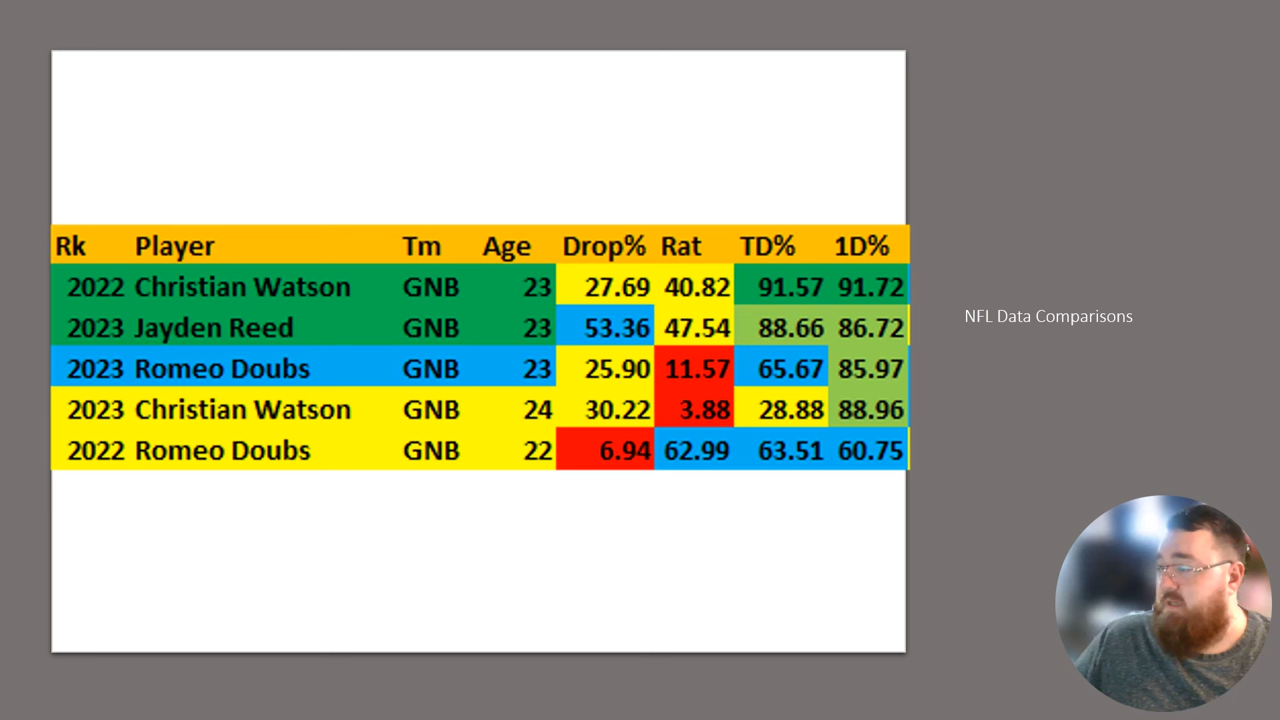 Rk Player Tm Age Drop% Rat TD% 1D%
2022 Christian Watson GNB 23 27.69 40.82 91.57 91.72
2023 Jayden Reed GNB 23 53.36 47.54 88.66 86.72
2023 Romeo Doubs GNB 23 25.90 11.57 65.67 85.97
2023 Christian Watson GNB 24 30.22 3.88 28.88 88.96
2022 Romeo Doubs GNB 22 6.94 62.99 63.51 60.75
NFL Data Comparisons